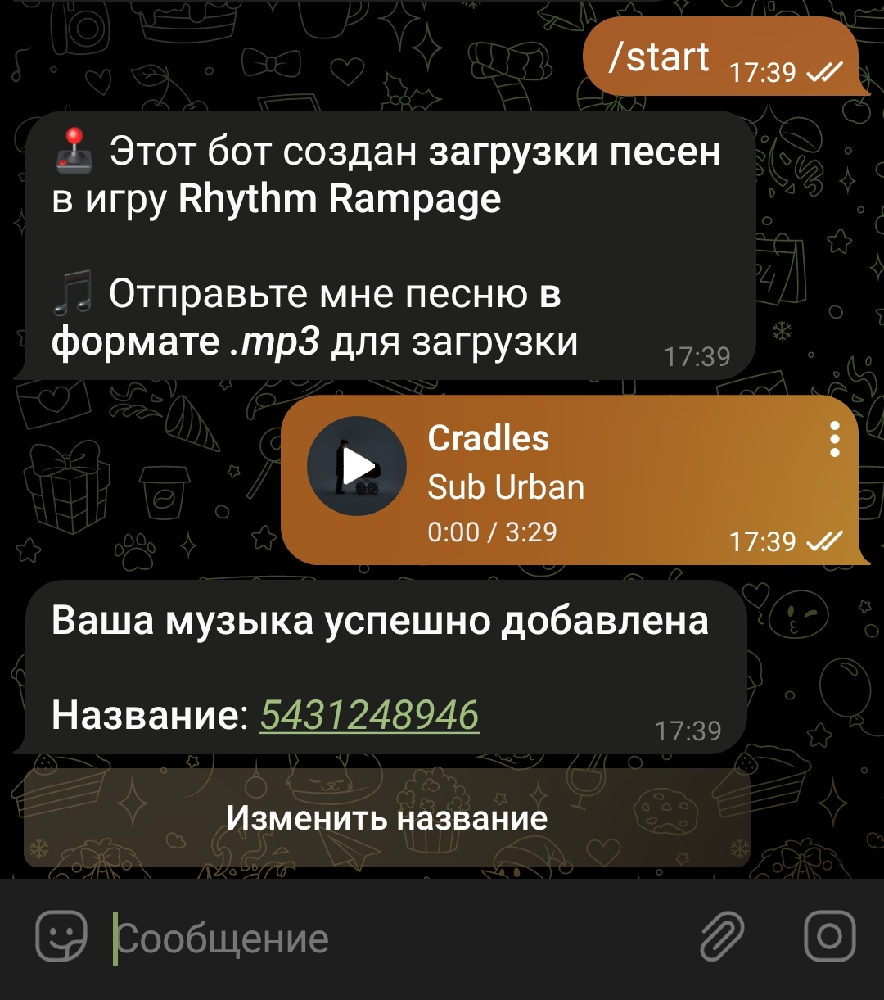 /start 17:39
Этот бот создан загрузки песен
в игру Rhythm Rampage
Отправьте мне песню в
формате .mp3 для загрузки
17:39
Cradles
Sub Urban
0:00 / 3:29
17:39
Ваша музыка успешно добавлена
Название: 5431248946
17:39
Изменить название
Сообщение